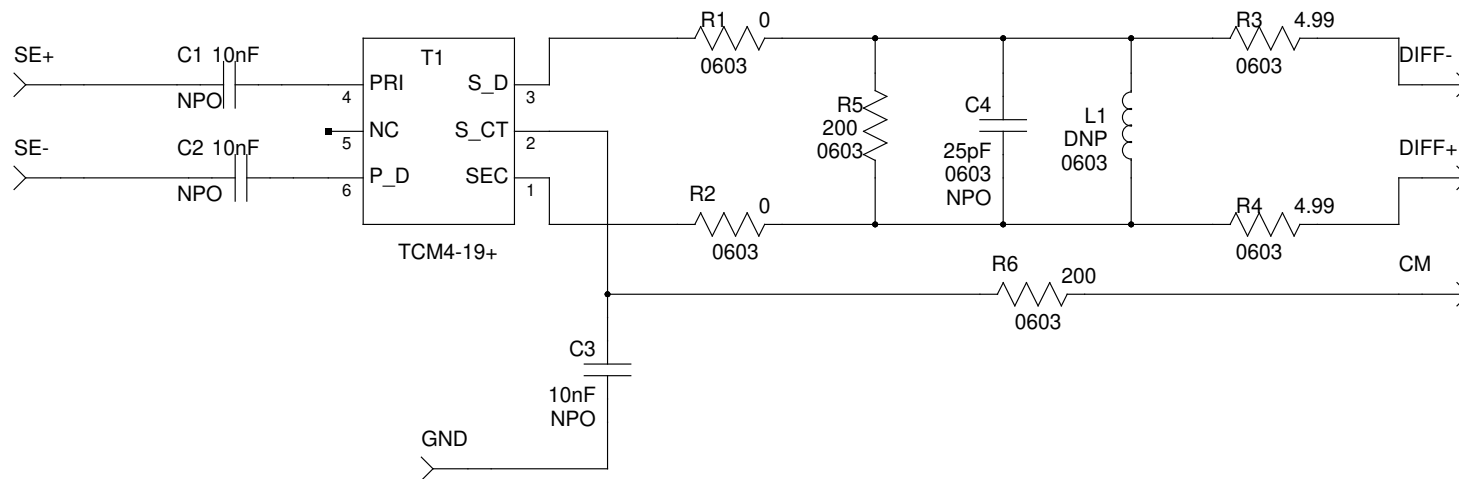 SE+
C1 10nF
NPO
SE-
C2 10nF
NPO
T1
PRI
4
NC
5
P_D
6
S_D
3
S_CT
2
SEC
1
TCM4-19+
R1 0
0603
R2 0
0603
R5
200
0603
C4
25pF
0603
NPO
L1
DNP
0603
R3 4.99
0603
R4 4.99
0603
DIFF-
DIFF+
CM
R6 200
0603
C3
10nF
NPO
GND